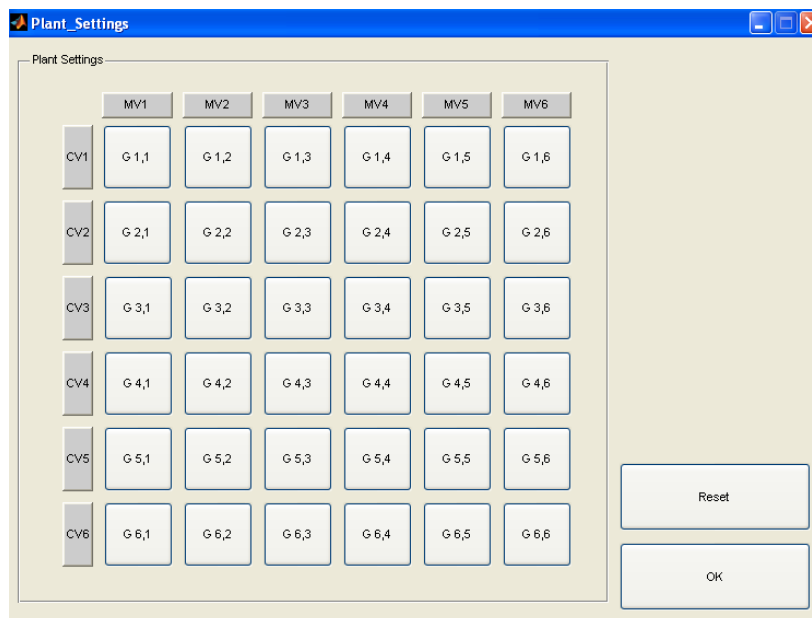 Plant_Settings
Plant Settings
MV1 MV2 MV3 MV4 MV5 MV6
CV1 G 1,1 G 1,2 G 1,3 G 1,4 G 1,5 G 1,6
CV2 G 2,1 G 2,2 G 2,3 G 2,4 G 2,5 G 2,6
CV3 G 3,1 G 3,2 G 3,3 G 3,4 G 3,5 G 3,6
CV4 G 4,1 G 4,2 G 4,3 G 4,4 G 4,5 G 4,6
CV5 G 5,1 G 5,2 G 5,3 G 5,4 G 5,5 G 5,6
CV6 G 6,1 G 6,2 G 6,3 G 6,4 G 6,5 G 6,6
Reset
OK